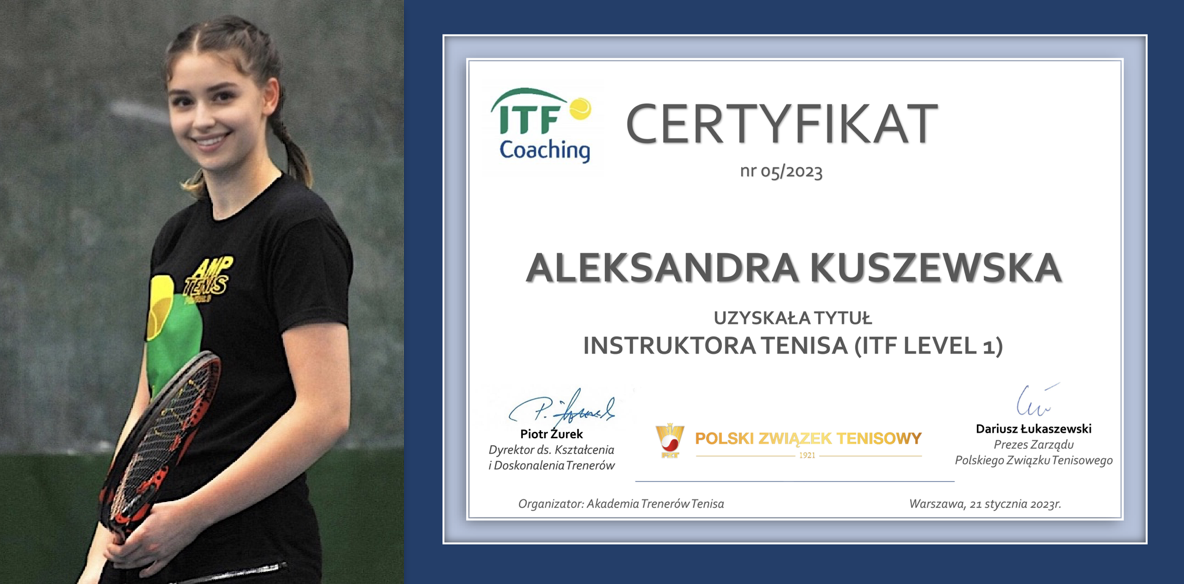 AMP
TENIS
ITF
Coaching
CERTYFIKAT
nr 05/2023
ALEKSANDRA KUSZEWSKA
UZYSKAŁA TYTUŁ
INSTRUKTORA TENISA (ITF LEVEL 1)
Piotr Żurek
Dyrektor ds. Kształcenia
i Doskonalenia Trenerów
POLSKI ZWIĄZEK TENISOWY
1921
PZT
Dariusz Łukaszewski
Prezes Zarządu
Polskiego Związku Tenisowego
Organizator: Akademia Trenerów Tenisa
Warszawa, 21 stycznia 2023r.